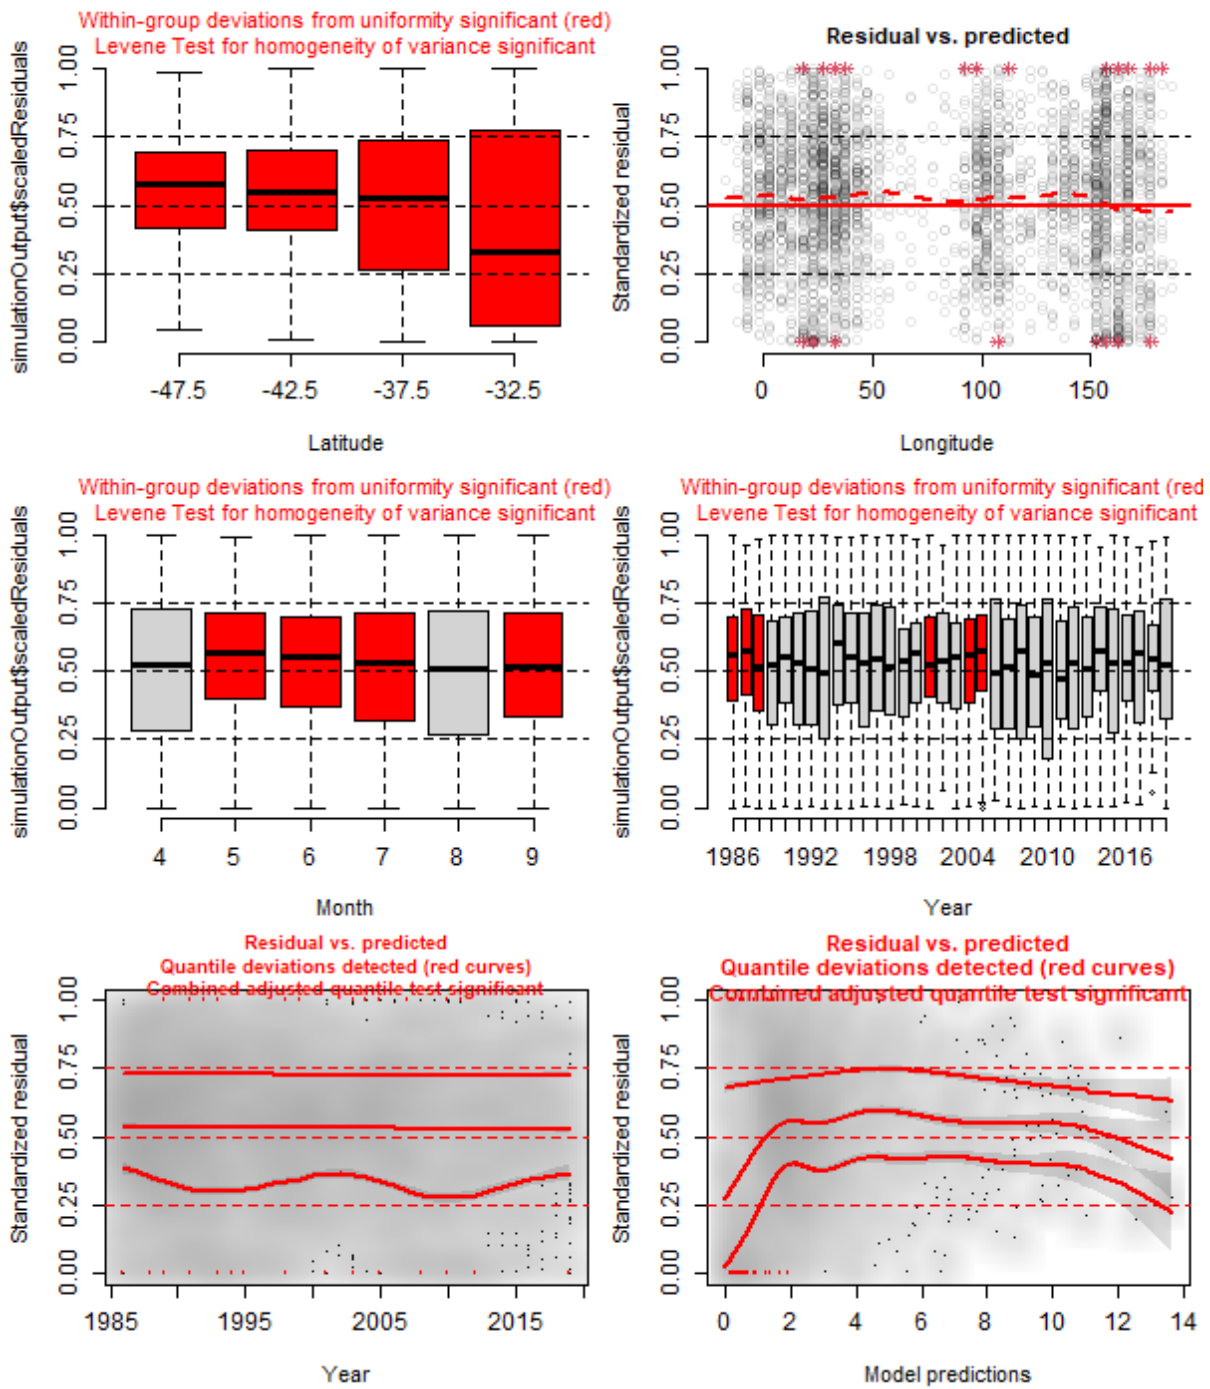 Within-group deviations from uniformity significant (red)
Levene Test for homogeneity of variance significant
simulationOutput$scaledResiduals
1.00
0.75
0.50
0.25
0.00
-47.5 -42.5 -37.5 -32.5
Latitude
Residual vs. predicted
Standardized residual
1.00
0.75
0.50
0.25
0.00
0 50 100 150
Longitude
Within-group deviations from uniformity significant (red)
Levene Test for homogeneity of variance significant
simulationOutput$scaledResiduals
1.00
0.75
0.50
0.25
0.00
4 5 6 7 8 9
Month
Within-group deviations from uniformity significant (red
Levene Test for homogeneity of variance significant
simulationOutput$scaledResiduals
1.00
0.75
0.50
0.25
0.00
1986 1992 1998 2004 2010 2016
Year
Residual vs. predicted
Quantile deviations detected (red curves)
Combined adjusted quantile test significant
Standardized residual
1.00
0.75
0.50
0.25
0.00
1985 1995 2005 2015
Year
Residual vs. predicted
Quantile deviations detected (red curves)
Combined adjusted quantile test significant
Standardized residual
1.00
0.75
0.50
0.25
0.00
0 2 4 6 8 10 12 14
Model predictions